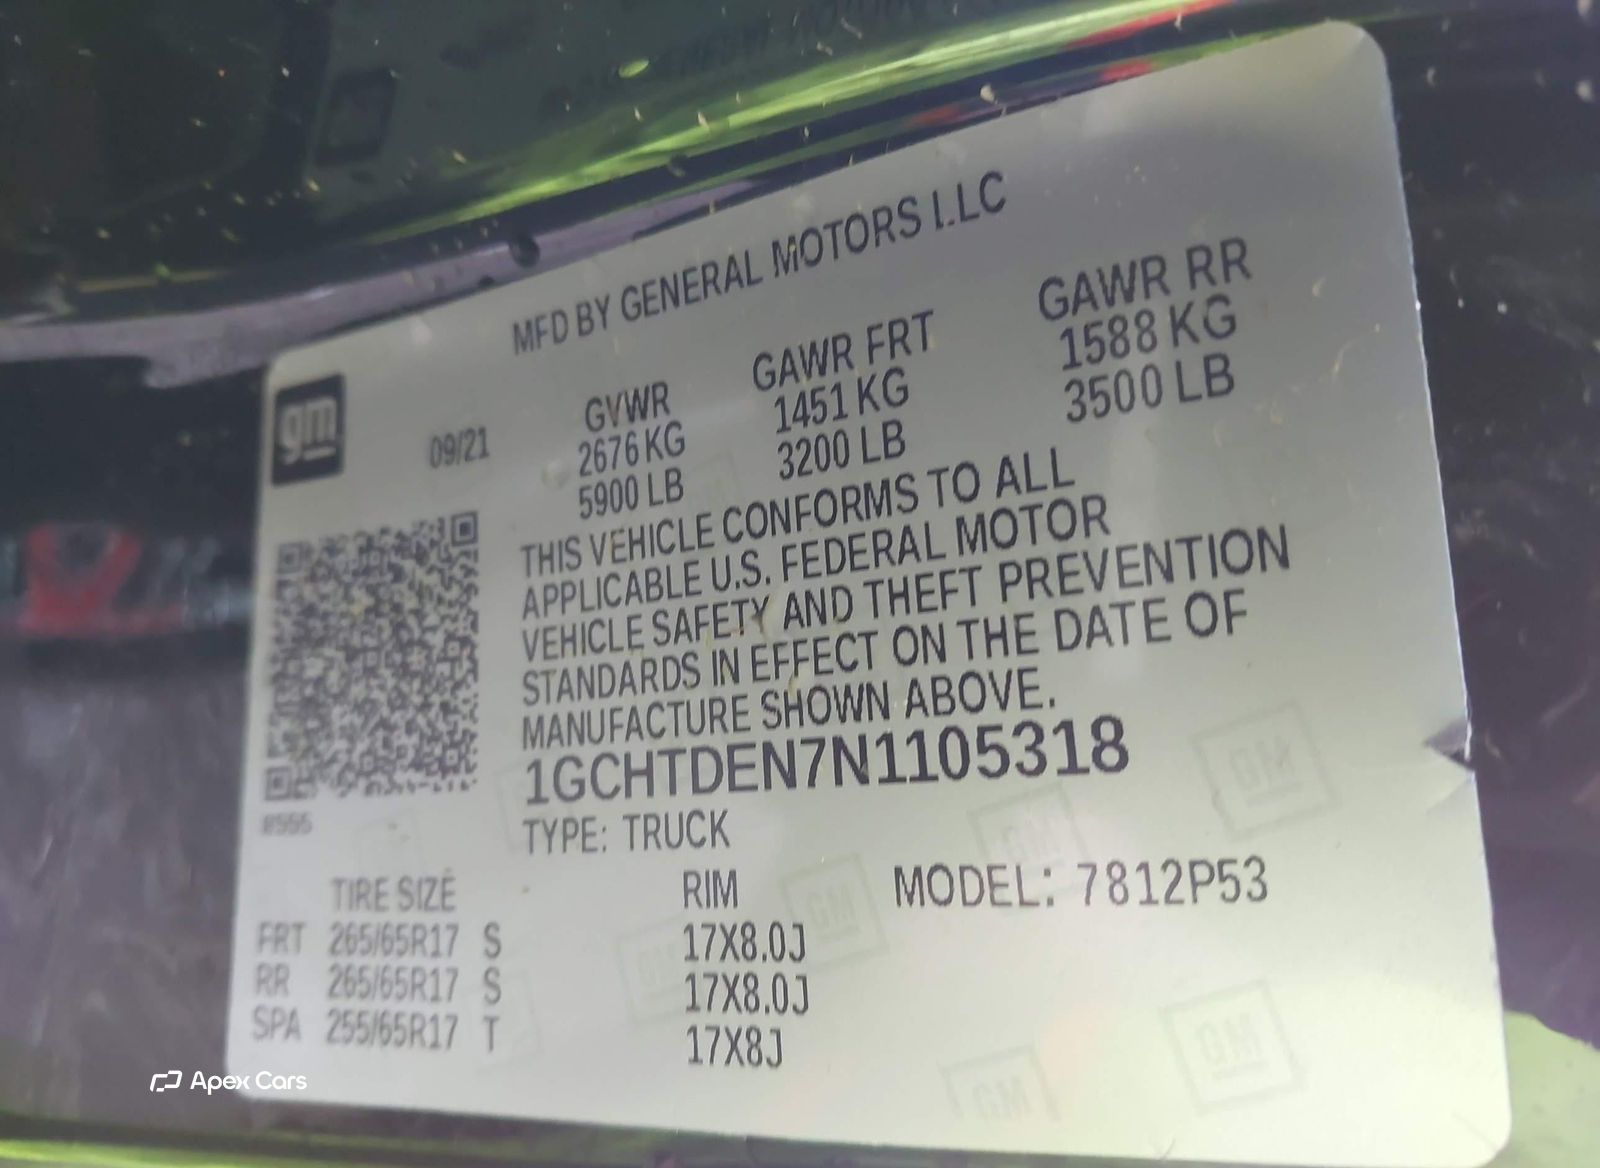 MFD BY GENERAL MOTORS LLC
gm
09/21
GVWR GAWR FRT GAWR RR
2676 KG 1451 KG 1588 KG
5900 LB 3200 LB 3500 LB
THIS VEHICLE CONFORMS TO ALL
APPLICABLE U.S. FEDERAL MOTOR
VEHICLE SAFETY AND THEFT PREVENTION
STANDARDS IN EFFECT ON THE DATE OF
MANUFACTURE SHOWN ABOVE.
1GCHTDEN7N1105318
TYPE: TRUCK
TIRE SIZE RIM MODEL: 7812P53
FRT 265/65R17 S 17X8.0J
RR 265/65R17 S 17X8.0J
SPA 255/65R17 T 17X8J
Apex Cars